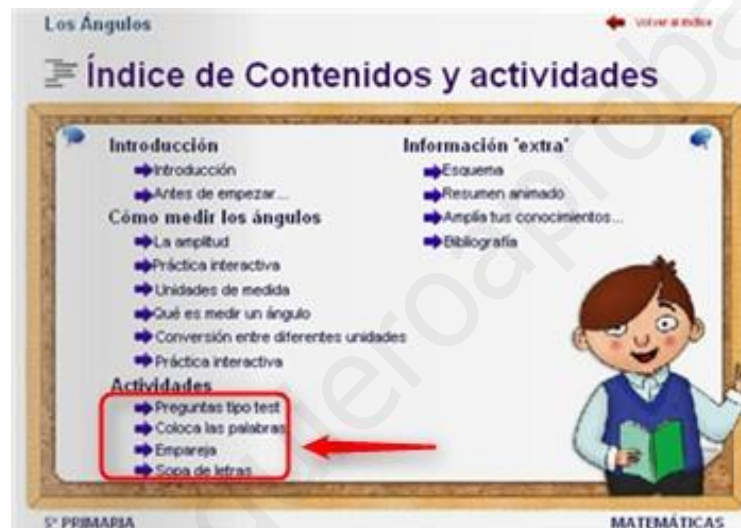 Los Ángulos
Volver al índice
Índice de Contenidos y actividades
Introducción
Introducción
Antes de empezar...
Cómo medir los ángulos
La amplitud
Práctica interactiva
Unidades de medida
Qué es medir un ángulo
Conversión entre diferentes unidades
Práctica interactiva
Actividades
Preguntas tipo test
Coloca las palabras
Empareja
Sopa de letras
Información "extra"
Esquema
Resumen animado
Amplía tus conocimientos...
Bibliografía
5º PRIMARIA
MATEMÁTICAS